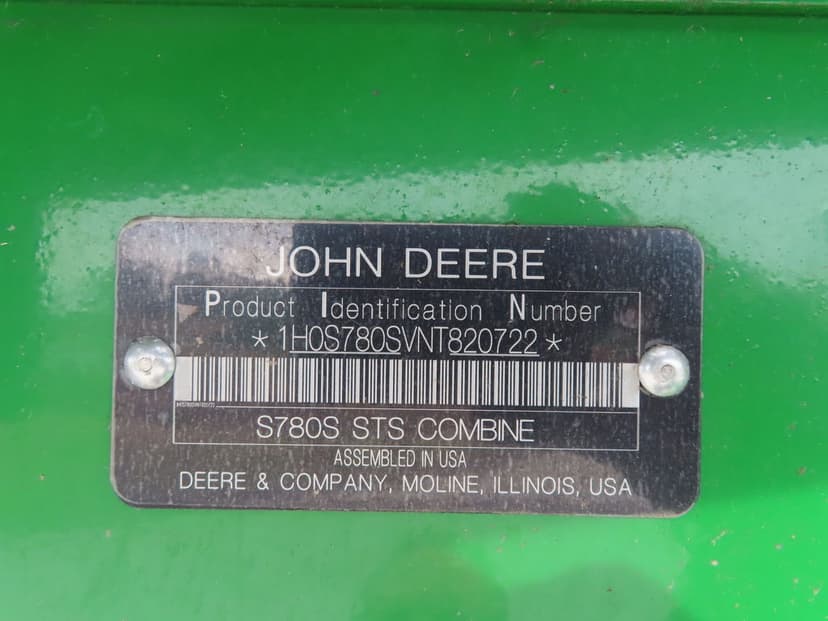 JOHN DEERE
Product Identification Number
* 1H0S780SVNT820722 *
S780S STS COMBINE
ASSEMBLED IN USA
DEERE & COMPANY, MOLINE, ILLINOIS, USA